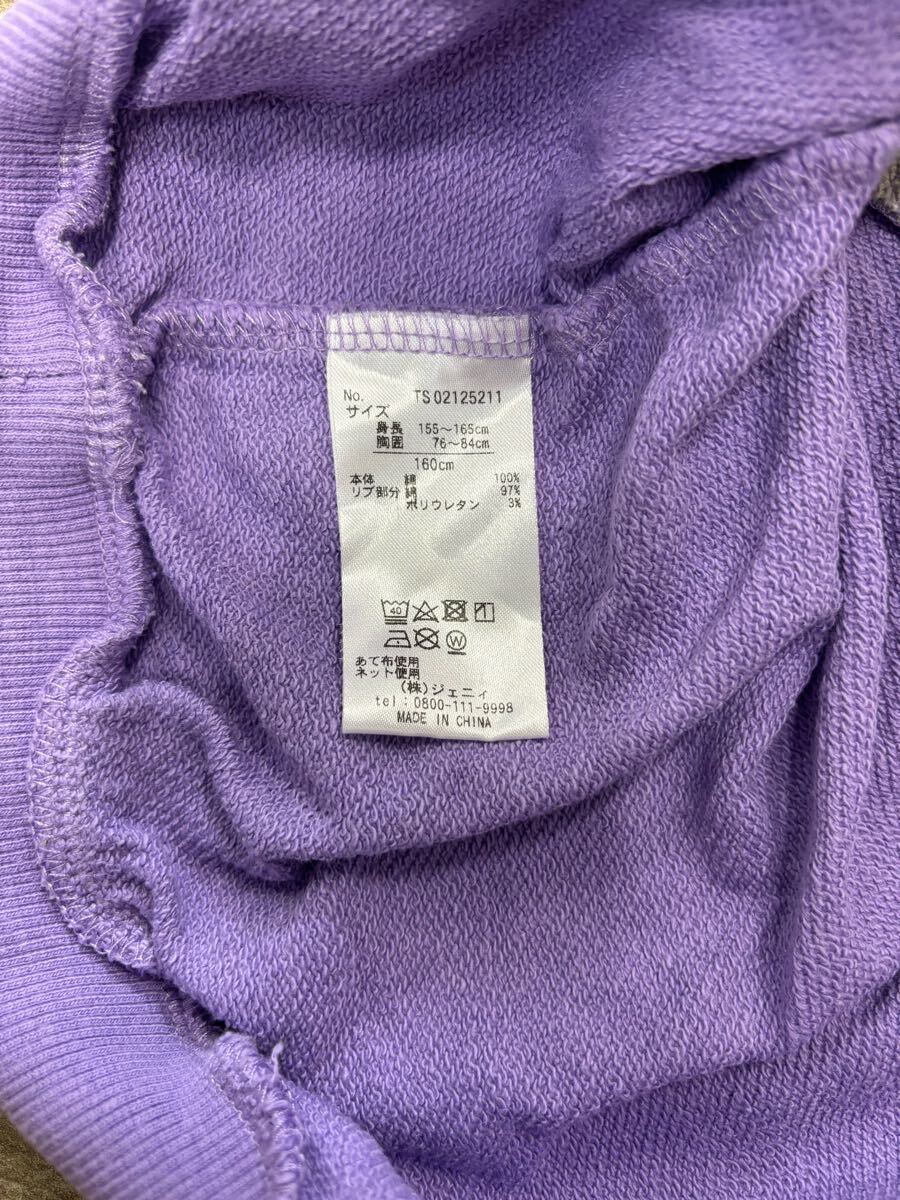 No. TS02125211
サイズ
身長 155～165cm
胸囲 76～84cm
160cm
本体 綿 100%
リブ部分 綿 97%
ポリウレタン 3%
40
W
あて布使用
ネット使用
(株)ジェニィ
tel:0800-111-9998
MADE IN CHINA